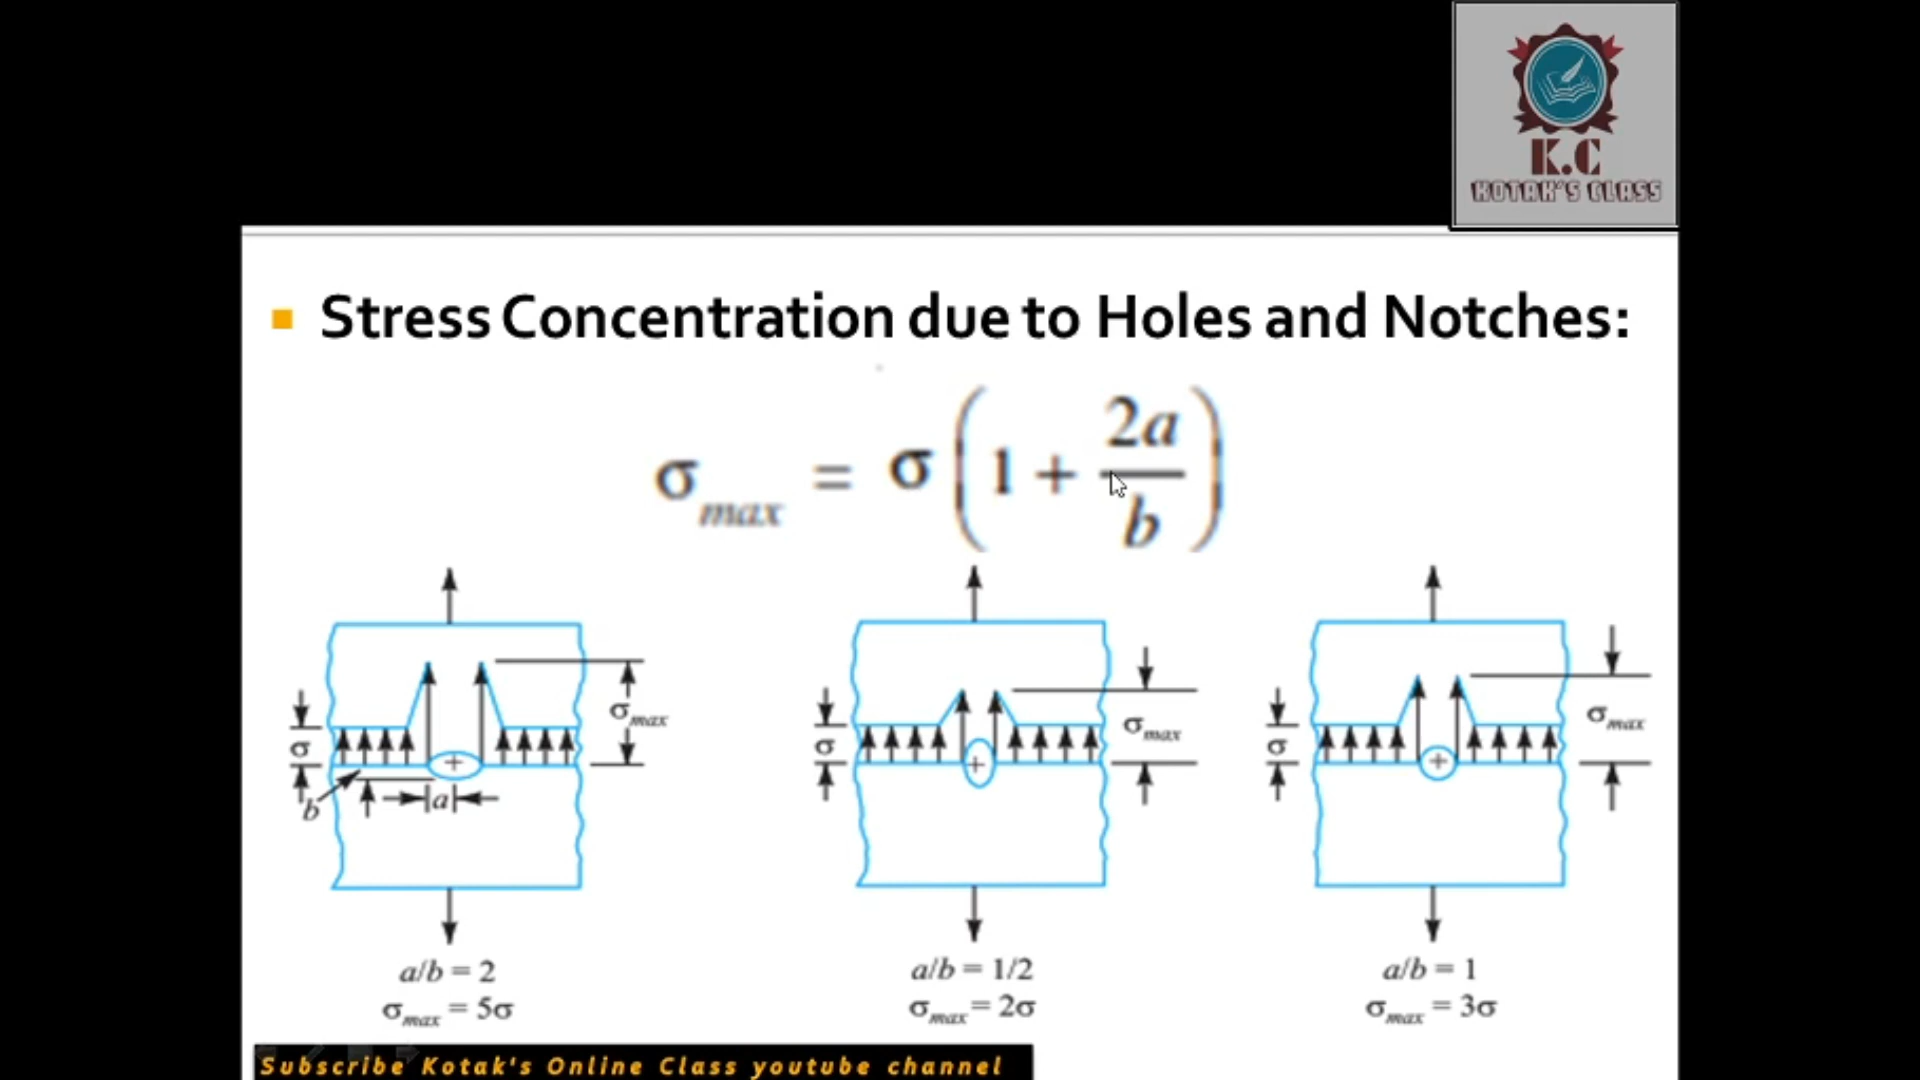 K.C
KOTAK'S CLASS
Stress Concentration due to Holes and Notches:
σmax = σ(1 + 2a/b)
σ
b
a
σmax
a/b = 2
σmax = 5σ
σ
σmax
a/b = 1/2
σmax = 2σ
σ
σmax
a/b = 1
σmax = 3σ
Subscribe Kotak's Online Class youtube channel